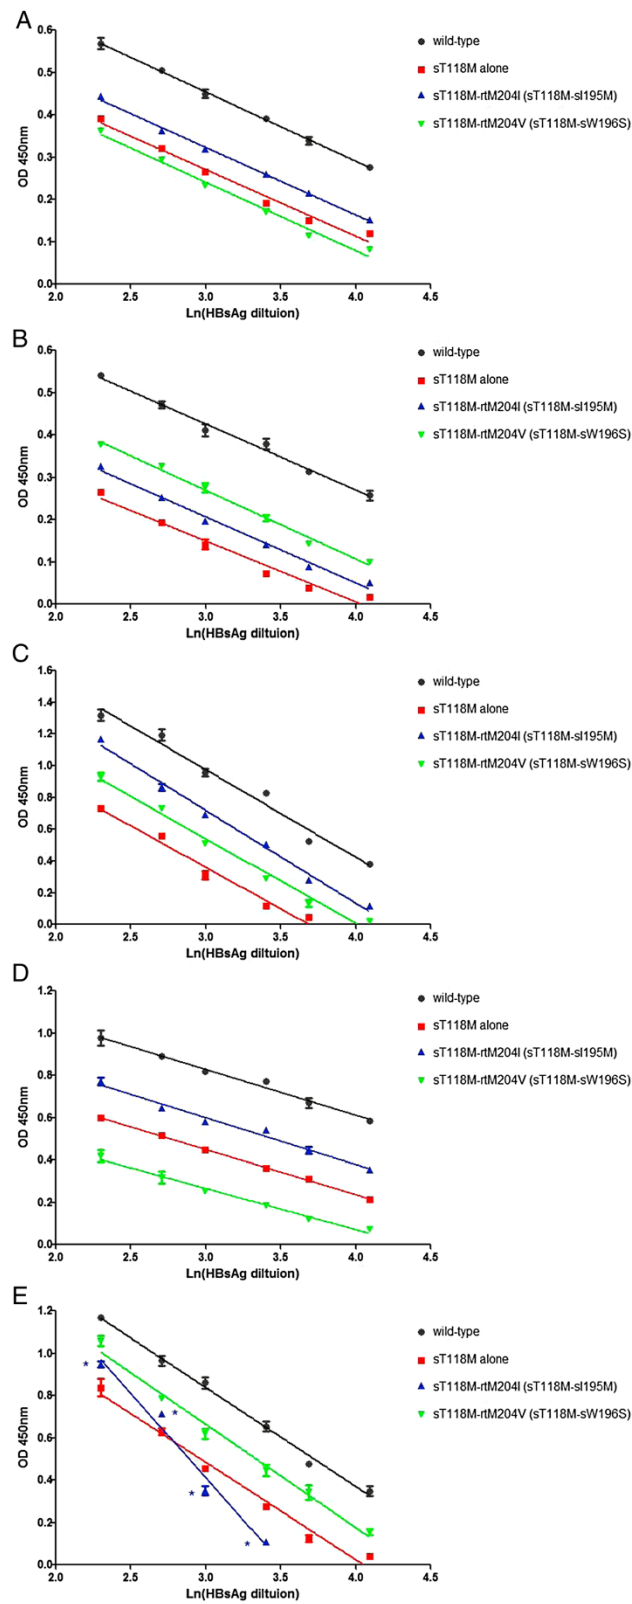 A
0.6
0.5
0.4
0.3
0.2
0.1
0.0
OD 450nm
2.0 2.5 3.0 3.5 4.0 4.5
Ln(HBsAg diltuion)
wild-type
sT118M alone
sT118M-rtM204I (sT118M-sI195M)
sT118M-rtM204V (sT118M-sW196S)
B
0.6
0.5
0.4
0.3
0.2
0.1
0.0
OD 450nm
2.0 2.5 3.0 3.5 4.0 4.5
Ln(HBsAg diltuion)
wild-type
sT118M alone
sT118M-rtM204I (sT118M-sI195M)
sT118M-rtM204V (sT118M-sW196S)
C
1.6
1.4
1.2
1.0
0.8
0.6
0.4
0.2
0.0
OD 450nm
2.0 2.5 3.0 3.5 4.0 4.5
Ln(HBsAg diltuion)
wild-type
sT118M alone
sT118M-rtM204I (sT118M-sI195M)
sT118M-rtM204V (sT118M-sW196S)
D
1.2
1.0
0.8
0.6
0.4
0.2
0.0
OD 450nm
2.0 2.5 3.0 3.5 4.0 4.5
Ln(HBsAg diltuion)
wild-type
sT118M alone
sT118M-rtM204I (sT118M-sI195M)
sT118M-rtM204V (sT118M-sW196S)
E
1.2
1.0
0.8
0.6
0.4
0.2
0.0
OD 450nm
*
*
*
*
2.0 2.5 3.0 3.5 4.0 4.5
Ln(HBsAg diltuion)
wild-type
sT118M alone
sT118M-rtM204I (sT118M-sI195M)
sT118M-rtM204V (sT118M-sW196S)